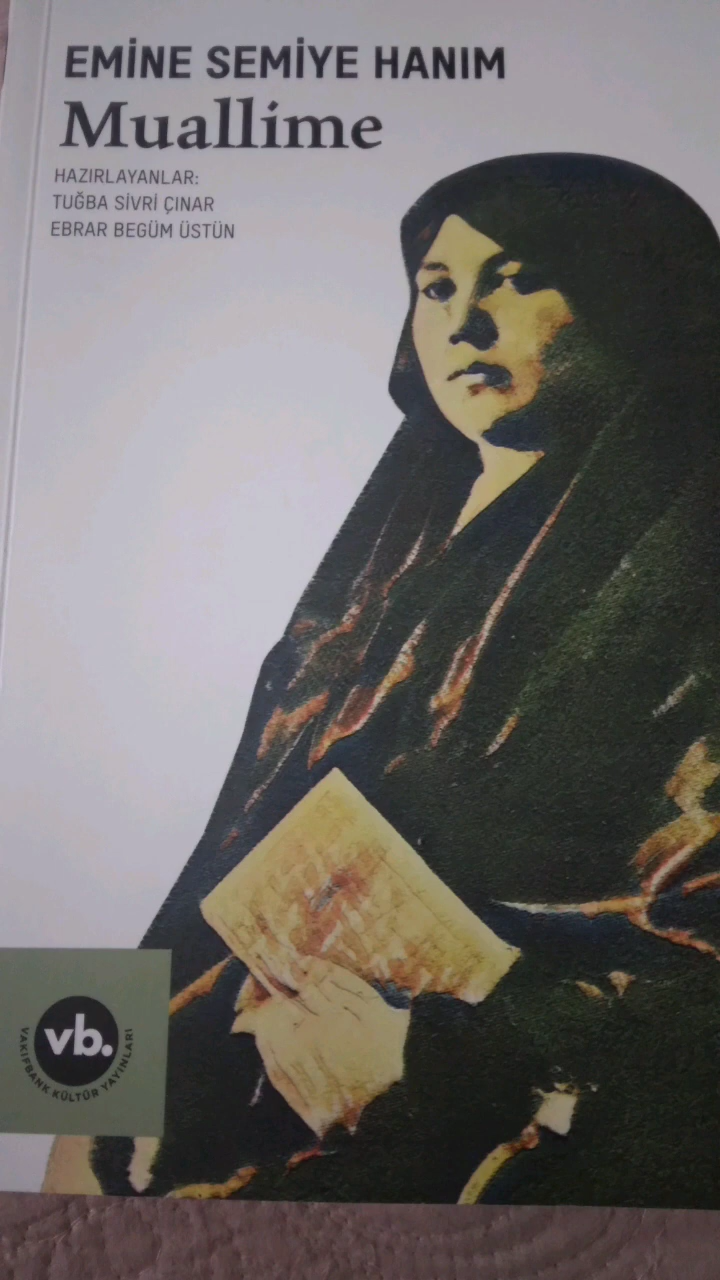 EMİNE SEMİYE HANIM
Muallime
HAZIRLAYANLAR:
TUĞBA SİVRİ ÇINAR
EBRAR BEGÜM ÜSTÜN
vb.
VAKIFBANK KÜLTÜR YAYINLARI